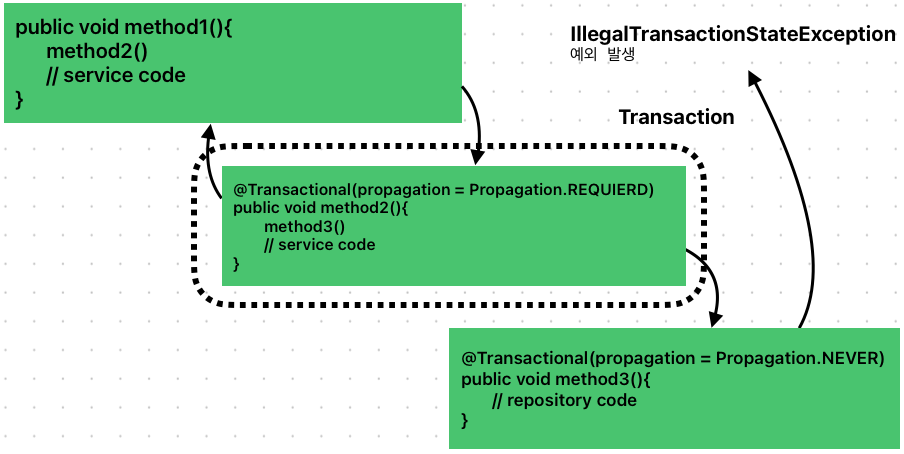 public void method1(){
method2()
// service code
}
IllegalTransactionStateException
예외 발생
Transaction
@Transactional(propagation = Propagation.REQUIERD)
public void method2(){
method3()
// service code
}
@Transactional(propagation = Propagation.NEVER)
public void method3(){
// repository code
}